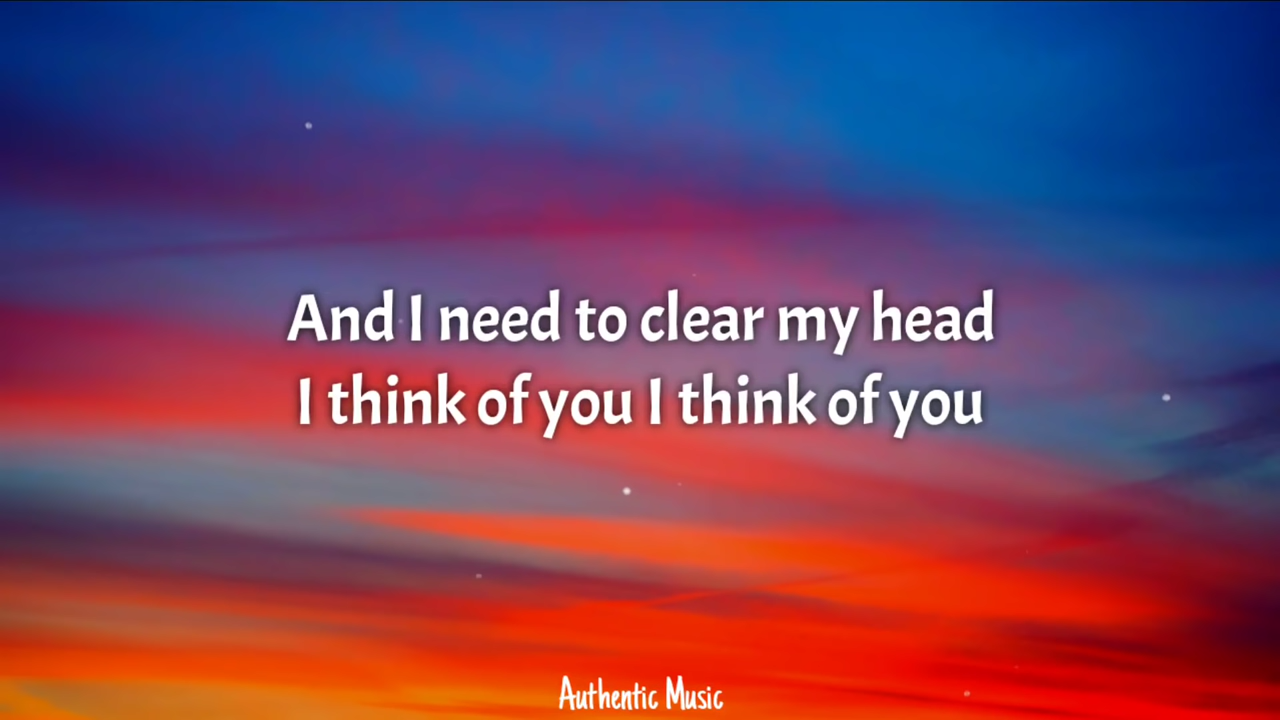 And I need to clear my head
I think of you I think of you
Authentic Music